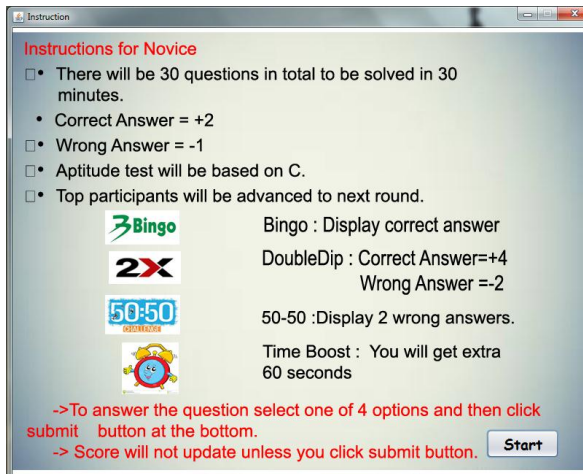 Instruction
Instructions for Novice
□• There will be 30 questions in total to be solved in 30
minutes.
• Correct Answer = +2
□• Wrong Answer = -1
□• Aptitude test will be based on C.
□• Top participants will be advanced to next round.
3Bingo Bingo : Display correct answer
2X DoubleDip : Correct Answer=+4
Wrong Answer =-2
50:50
CHALLENGE
50-50 :Display 2 wrong answers.
Time Boost : You will get extra
60 seconds
->To answer the question select one of 4 options and then click
submit button at the bottom.
-> Score will not update unless you click submit button.
Start